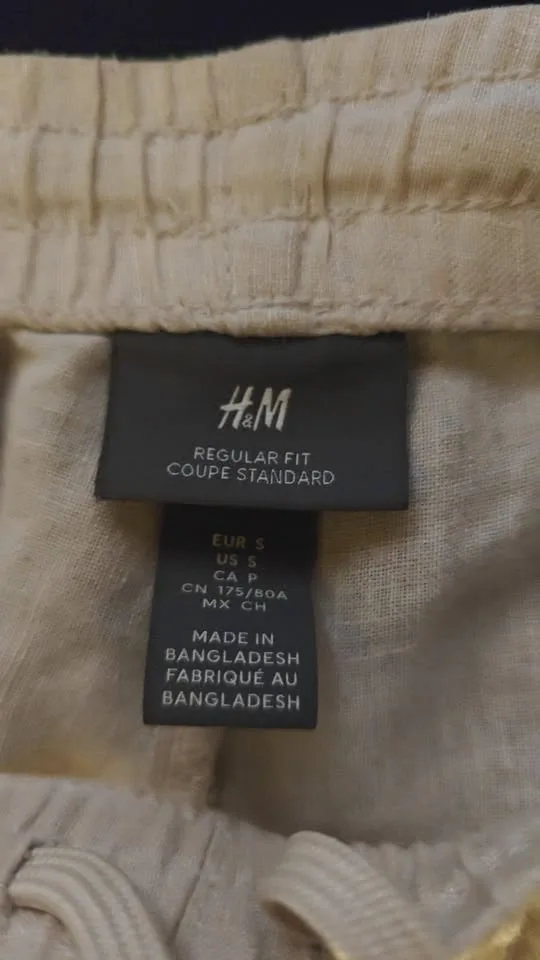 H&M
REGULAR FIT
COUPE STANDARD
EUR S
US S
CA P
CN 175/80A
MX CH
MADE IN
BANGLADESH
FABRIQUÉ AU
BANGLADESH